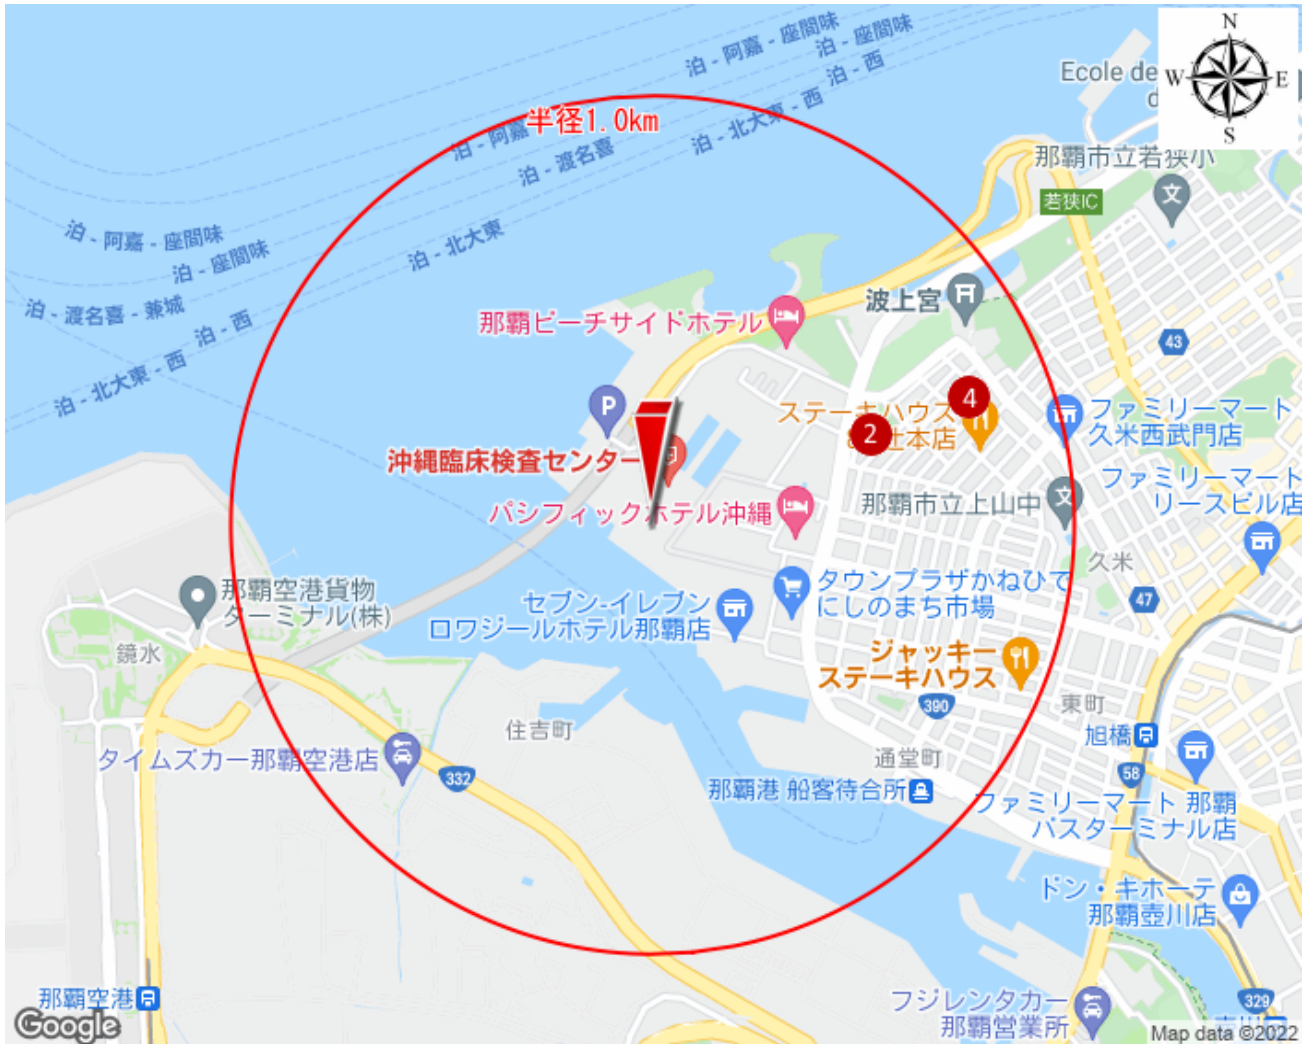 N
W
E
S
泊 - 阿嘉 - 座間味
泊 - 座間味
泊 - 西
Ecole de
半径1.0km
泊 - 阿嘉
泊 - 渡名喜
泊 - 北大東 - 西
那覇市立若狭小
若狭IC
泊 - 阿嘉 - 座間味
泊 - 座間味
泊 - 北大東
泊 - 渡名喜 - 兼城
泊 - 西
泊 - 北大東 - 西
波上宮
那覇ビーチサイドホテル
43
P
4
2
ステーキハウス
辻本店
ファミリーマート
久米西武門店
沖縄臨床検査センター
ファミリーマート
リースビル店
パシフィックホテル沖縄
那覇市立上山中
久米
那覇空港貨物
ターミナル(株)
セブン-イレブン
ロワジールホテル那覇店
タウンプラザかねひで
にしのまち市場
47
鏡水
ジャッキー
ステーキハウス
390
東町
住吉町
旭橋
通堂町
タイムズカー那覇空港店
332
58
那覇港 船客待合所
ファミリーマート 那覇
バスターミナル店
ドン・キホーテ
那覇壺川店
那覇空港
フジレンタカー
那覇営業所
329
Google
Map data ©2022